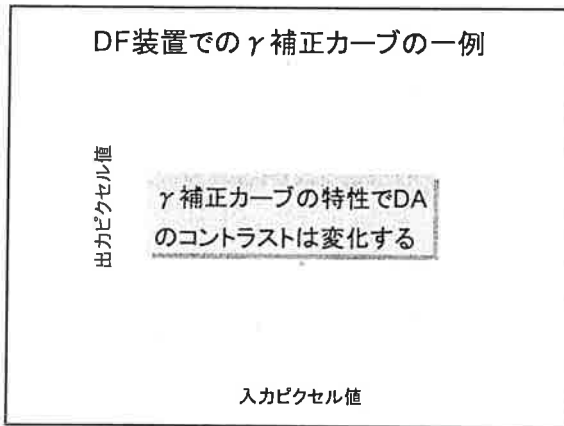 DF装置でのγ補正カーブの一例
出力ピクセル値
γ補正カーブの特性でDA
のコントラストは変化する
入力ピクセル値